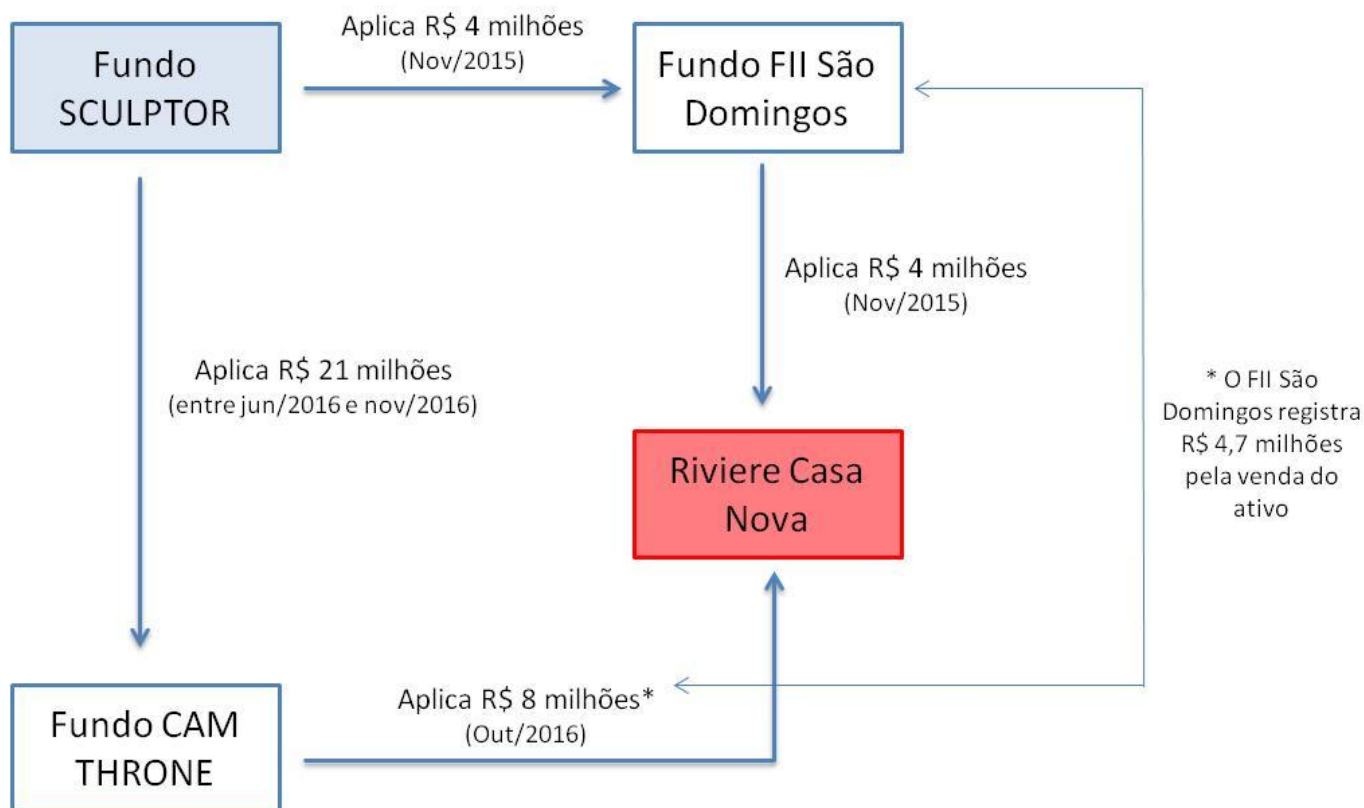 Aplica R$ 4 milhões
(Nov/2015)
Fundo
SCULPTOR
Fundo FII São
Domingos
Aplica R$ 4 milhões
(Nov/2015)
Aplica R$ 21 milhões
(entre jun/2016 e nov/2016)
* O FII São
Domingos registra
R$ 4,7 milhões
pela venda do
ativo
Riviere Casa
Nova
Aplica R$ 8 milhões*
(Out/2016)
Fundo CAM
THRONE